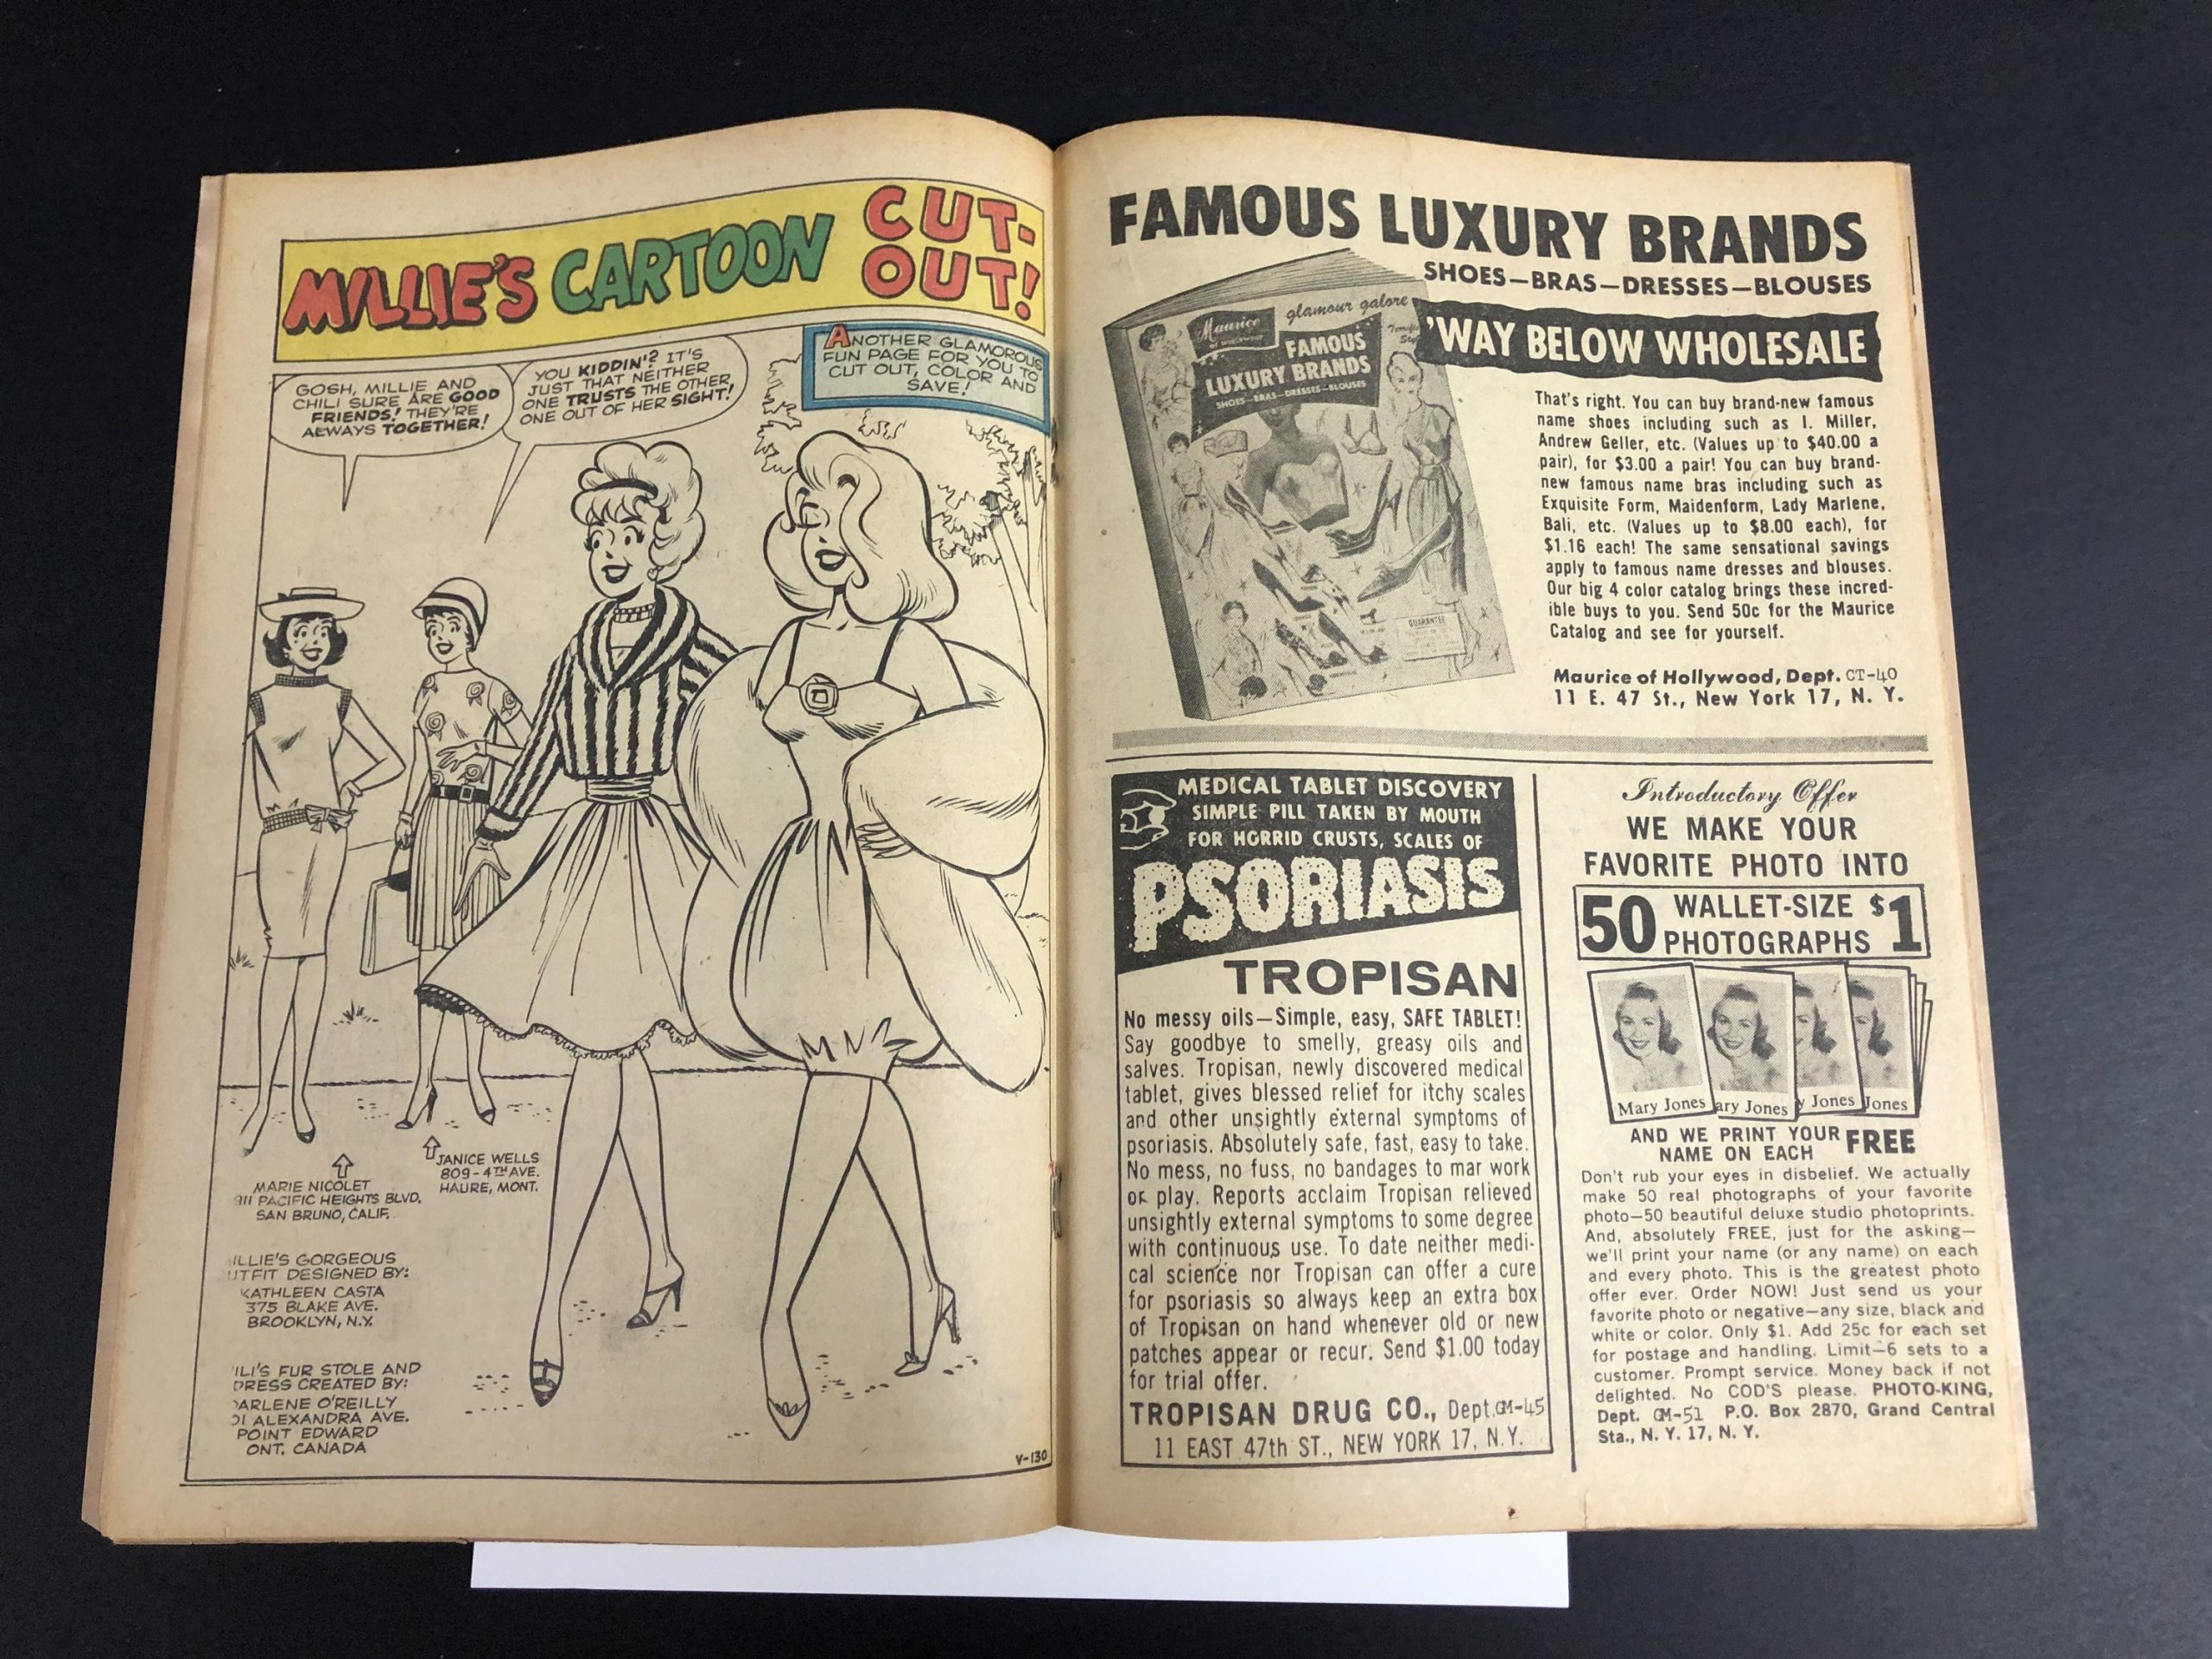 MILLIE'S CARTOON CUT-
OUT!
ANOTHER GLAMOROUS
FUN PAGE FOR YOU TO
CUT OUT, COLOR AND
SAVE!
GOSH, MILLIE AND
CHILI SURE ARE GOOD
FRIENDS! THEY'RE
ALWAYS TOGETHER!
YOU KIDDIN'? IT'S
JUST THAT NEITHER
ONE TRUSTS THE OTHER
ONE OUT OF HER SIGHT!
MARIE NICOLET
911 PACIFIC HEIGHTS BLVD.
SAN BRUNO, CALIF.
JANICE WELLS
809-4TH AVE.
HAURE, MONT.
ILLIE'S GORGEOUS
UTFIT DESIGNED BY:
KATHLEEN CASTA
375 BLAKE AVE.
BROOKLYN, N.Y.
ILI'S FUR STOLE AND
DRESS CREATED BY:
ARLENE O'REILLY
01 ALEXANDRA AVE.
POINT EDWARD
ONT. CANADA
V-130
FAMOUS LUXURY BRANDS
SHOES—BRAS—DRESSES—BLOUSES
'WAY BELOW WHOLESALE
Maurice
OF HOLLYWOOD
glamour galore
FAMOUS
LUXURY BRANDS
SHOES—BRAS—DRESSES—BLOUSES
GUARANTEE
That's right. You can buy brand-new famous
name shoes including such as I. Miller,
Andrew Geller, etc. (Values up to $40.00 a
pair), for $3.00 a pair! You can buy brand-
new famous name bras including such as
Exquisite Form, Maidenform, Lady Marlene,
Bali, etc. (Values up to $8.00 each), for
$1.16 each! The same sensational savings
apply to famous name dresses and blouses.
Our big 4 color catalog brings these incred-
ible buys to you. Send 50c for the Maurice
Catalog and see for yourself.
Maurice of Hollywood, Dept. CT-40
11 E. 47 St., New York 17, N. Y.
MEDICAL TABLET DISCOVERY
SIMPLE PILL TAKEN BY MOUTH
FOR HORRID CRUSTS, SCALES OF
PSORIASIS
TROPISAN
No messy oils—Simple, easy, SAFE TABLET!
Say goodbye to smelly, greasy oils and
salves. Tropisan, newly discovered medical
tablet, gives blessed relief for itchy scales
and other unsightly external symptoms of
psoriasis. Absolutely safe, fast, easy to take.
No mess, no fuss, no bandages to mar work
or play. Reports acclaim Tropisan relieved
unsightly external symptoms to some degree
with continuous use. To date neither medi-
cal science nor Tropisan can offer a cure
for psoriasis so always keep an extra box
of Tropisan on hand whenever old or new
patches appear or recur. Send $1.00 today
for trial offer.
TROPISAN DRUG CO., Dept.GM-45
11 EAST 47th ST., NEW YORK 17, N.Y.
Introductory Offer
WE MAKE YOUR
FAVORITE PHOTO INTO
50 WALLET-SIZE PHOTOGRAPHS $1
Mary Jones
ary Jones
y Jones
Jones
AND WE PRINT YOUR
NAME ON EACH FREE
Don't rub your eyes in disbelief. We actually
make 50 real photographs of your favorite
photo—50 beautiful deluxe studio photoprints.
And, absolutely FREE, just for the asking—
we'll print your name (or any name) on each
and every photo. This is the greatest photo
offer ever. Order NOW! Just send us your
favorite photo or negative—any size, black and
white or color. Only $1. Add 25c for each set
for postage and handling. Limit—6 sets to a
customer. Prompt service. Money back if not
delighted. No COD'S please. PHOTO-KING,
Dept. GM-51 P.O. Box 2870, Grand Central
Sta., N. Y. 17, N. Y.